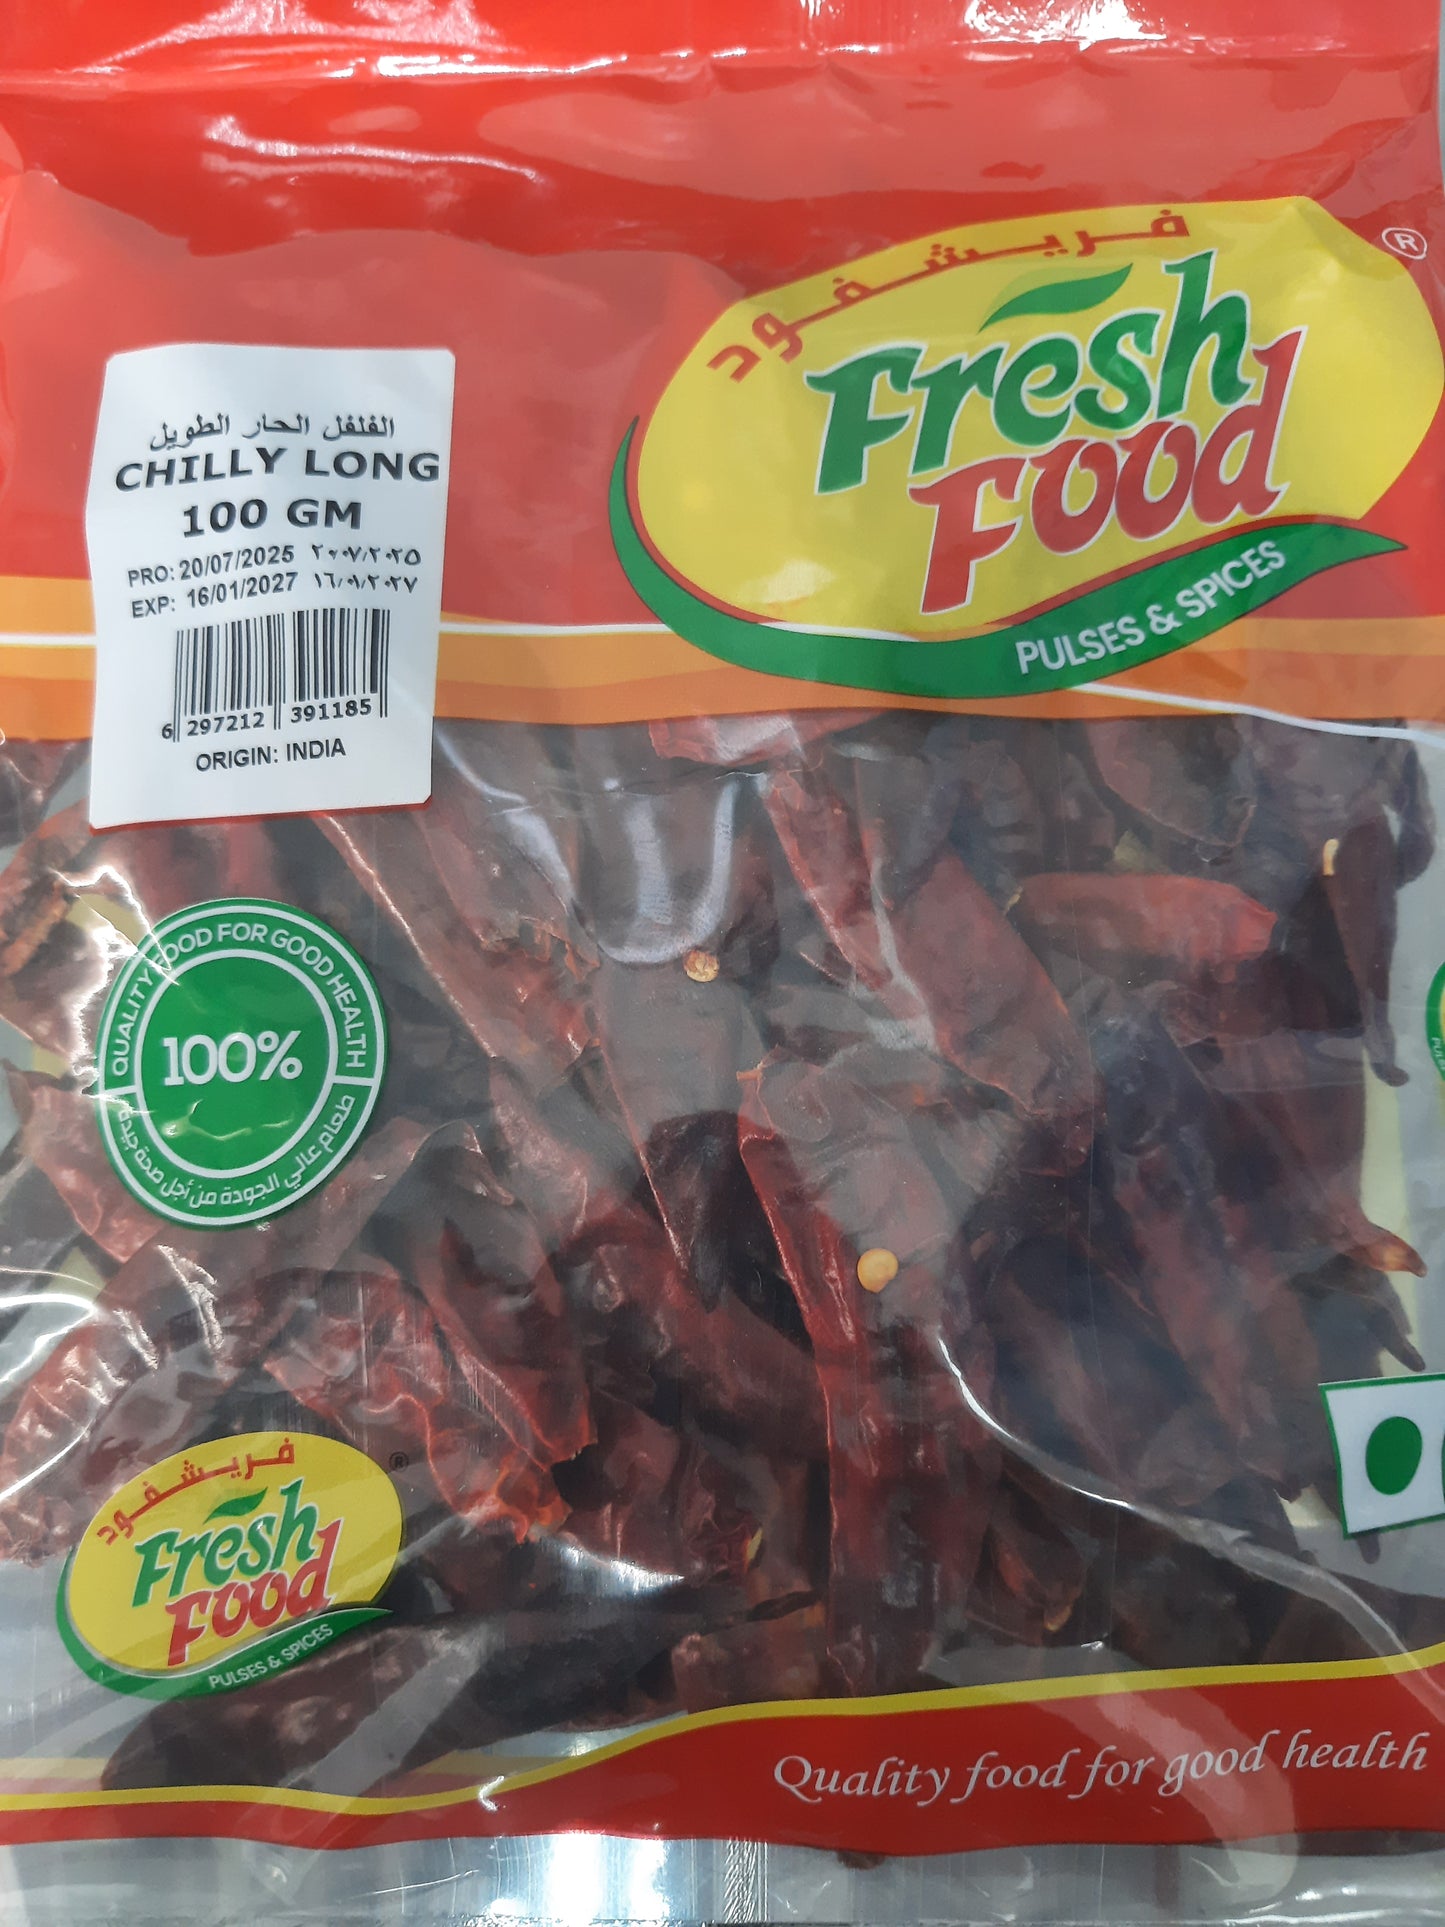 فريشفود
®
Fresh
Food
PULSES & SPICES
الفلفل الحار الطويل
CHILLY LONG
100 GM
PRO: 20/07/2025 ٢٠٠٧/٢٠٢٥
EXP: 16/01/2027 ١٦/٠١/٢٠٢٧
6 297212 391185
ORIGIN: INDIA
QUALITY FOOD FOR GOOD HEALTH
100%
طعام عالي الجودة من أجل صحة جيدة
فريشفود
®
Fresh
Food
PULSES & SPICES
Quality food for good health